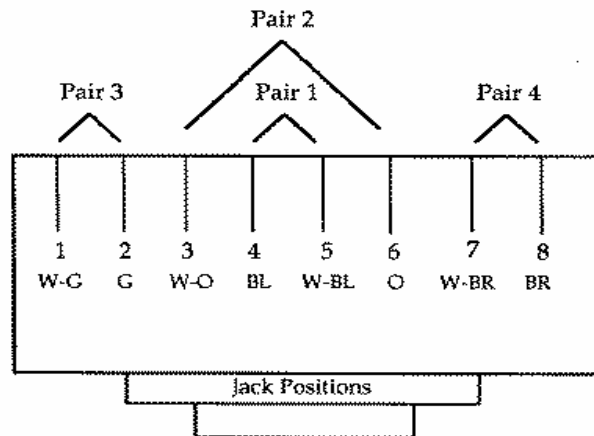 Pair 2
Pair 3 Pair 1 Pair 4
1 2 3 4 5 6 7 8
W-G G W-O BL W-BL O W-BR BR
Jack Positions